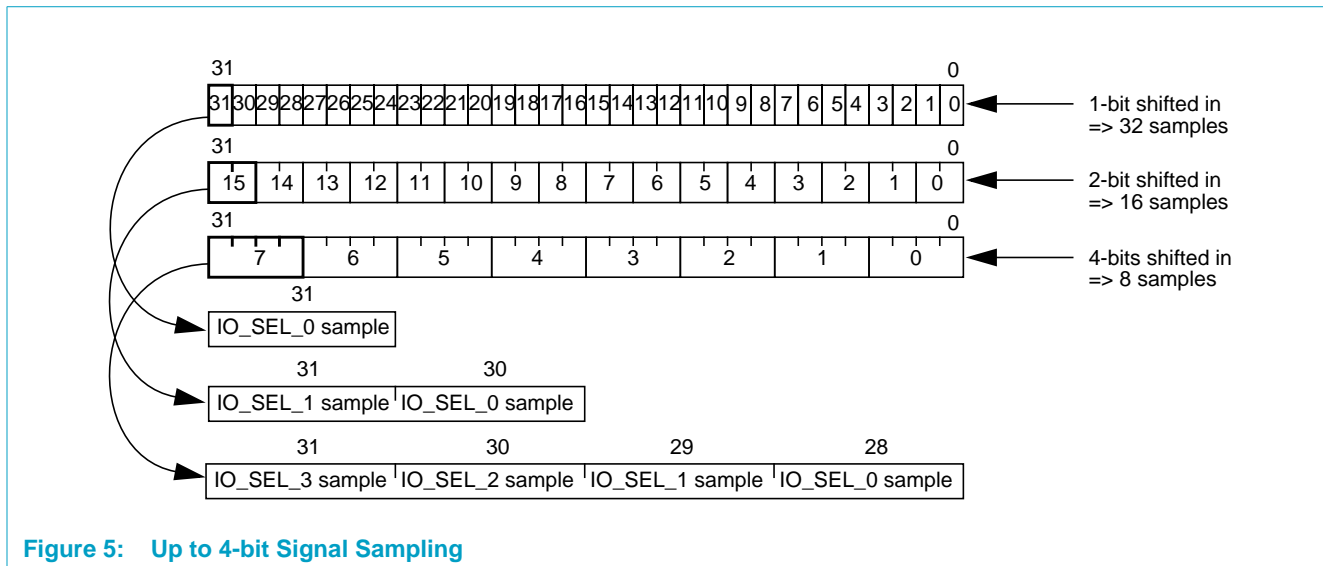 31 0
31 30 29 28 27 26 25 24 23 22 21 20 19 18 17 16 15 14 13 12 11 10 9 8 7 6 5 4 3 2 1 0
1-bit shifted in
=> 32 samples
31 0
15 14 13 12 11 10 9 8 7 6 5 4 3 2 1 0
2-bit shifted in
=> 16 samples
31 0
7 6 5 4 3 2 1 0
4-bits shifted in
=> 8 samples
31
IO_SEL_0 sample
31 30
IO_SEL_1 sample IO_SEL_0 sample
31 30 29 28
IO_SEL_3 sample IO_SEL_2 sample IO_SEL_1 sample IO_SEL_0 sample
Figure 5: Up to 4-bit Signal Sampling